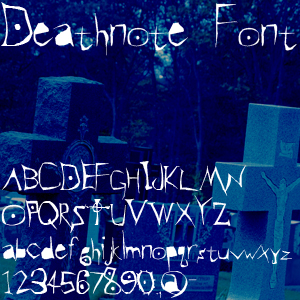 Deathnote Font
ABCDEFGHIJKLMN
OPQRSTUVWXYZ
abcdefghijklmnopqrstuvwxyz
1234567890.@